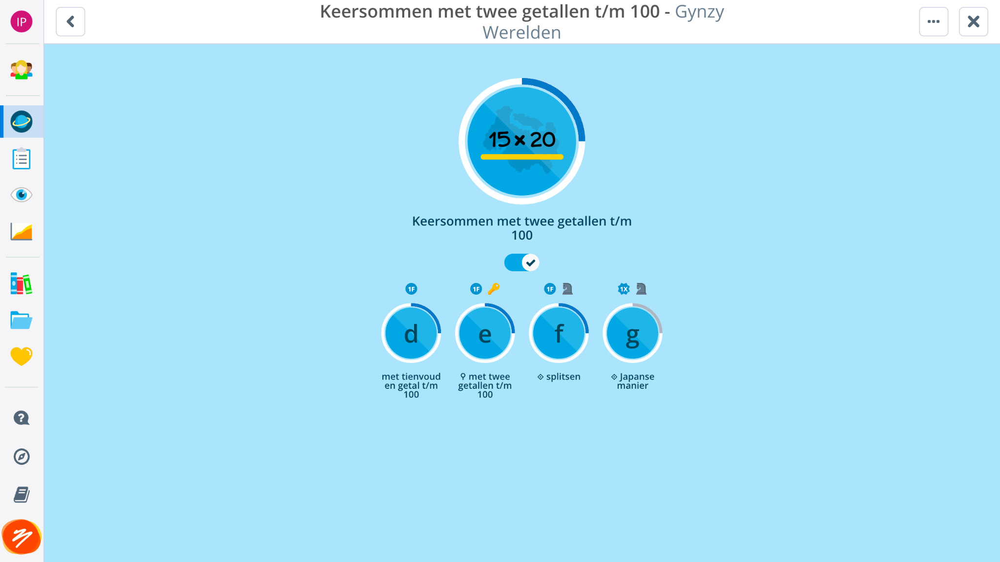 IP
Keersommen met twee getallen t/m 100 - Gynzy
Werelden
15 × 20
Keersommen met twee getallen t/m
100
1F
1F
1F
1X
d
e
f
g
met tienvoud
en getal t/m
100
met twee
getallen t/m
100
splitsen
Japanse
manier